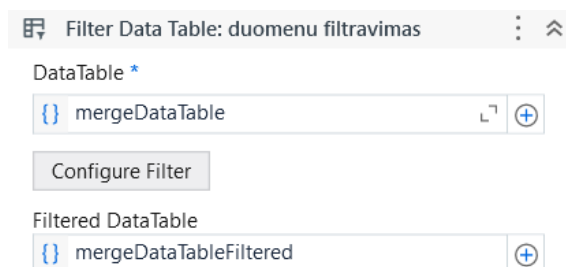 Filter Data Table: duomenu filtravimas
DataTable *
{} mergeDataTable
Configure Filter
Filtered DataTable
{} mergeDataTableFiltered